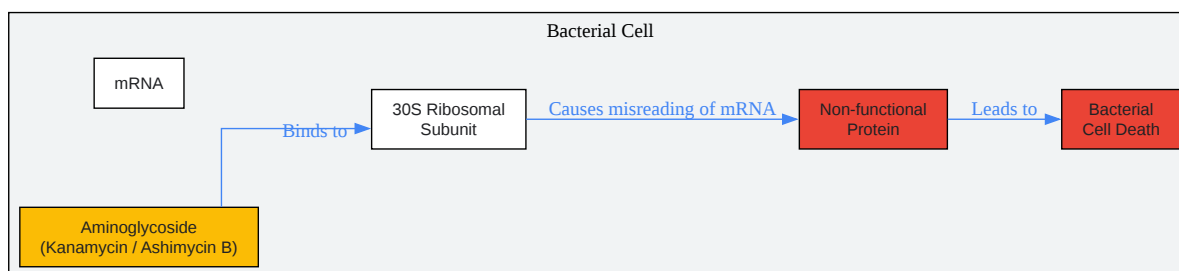 Bacterial Cell
mRNA
Binds to
30S Ribosomal
Subunit
Causes misreading of mRNA
Non-functional
Protein
Leads to
Bacterial
Cell Death
Aminoglycoside
(Kanamycin / Ashimycin B)